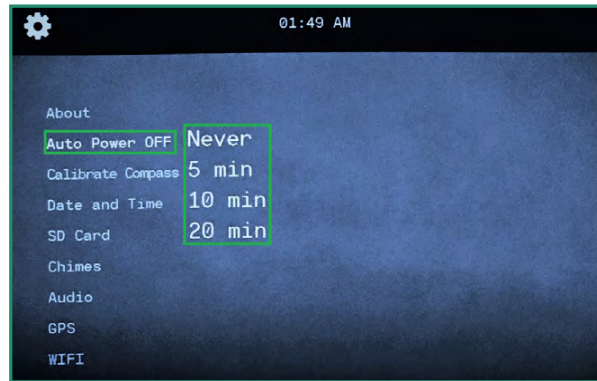 01:49 AM
About
Auto Power OFF
Never
5 min
10 min
20 min
Calibrate Compass
Date and Time
SD Card
Chimes
Audio
GPS
WIFI